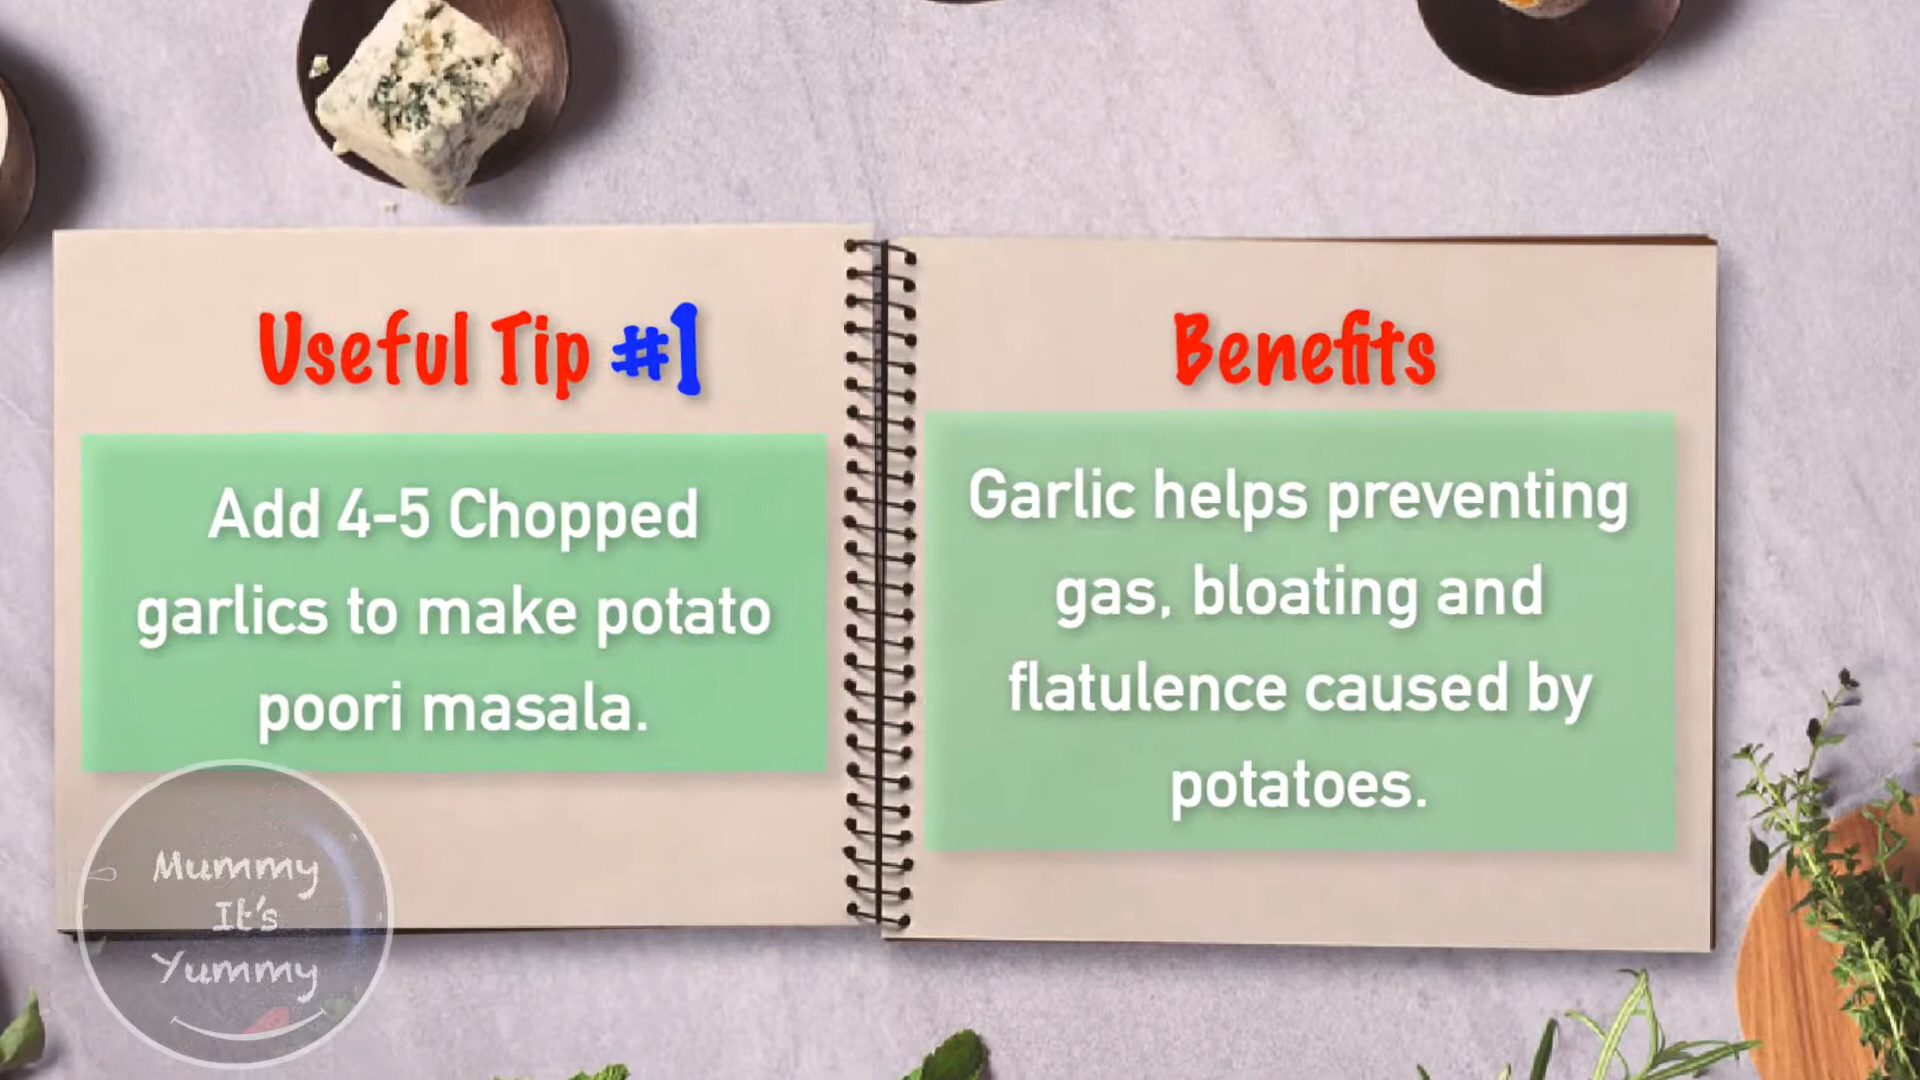 Useful Tip #1
Add 4-5 Chopped
garlics to make potato
poori masala.
Benefits
Garlic helps preventing
gas, bloating and
flatulence caused by
potatoes.
Mummy
It's
Yummy